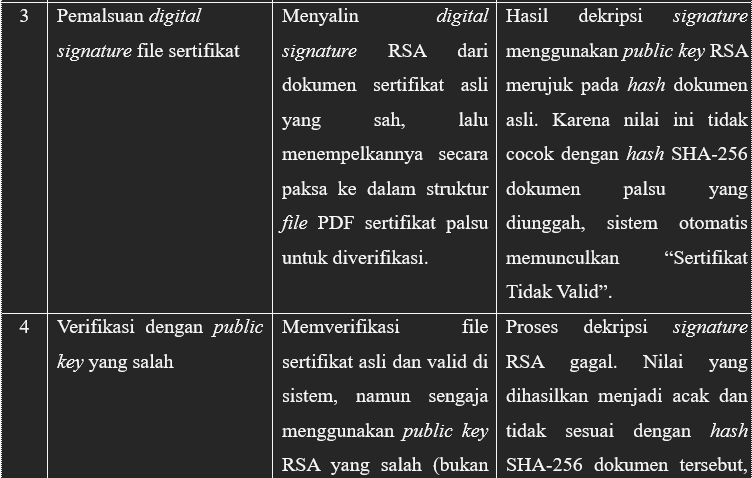 3
Pemalsuan digital
signature file sertifikat
Menyalin digital
signature RSA dari
dokumen sertifikat asli
yang sah, lalu
menempelkannya secara
paksa ke dalam struktur
file PDF sertifikat palsu
untuk diverifikasi.
Hasil dekripsi signature
menggunakan public key RSA
merujuk pada hash dokumen
asli. Karena nilai ini tidak
cocok dengan hash SHA-256
dokumen palsu yang
diunggah, sistem otomatis
memunculkan “Sertifikat
Tidak Valid”.
4
Verifikasi dengan public
key yang salah
Memverifikasi file
sertifikat asli dan valid di
sistem, namun sengaja
menggunakan public key
RSA yang salah (bukan
Proses dekripsi signature
RSA gagal. Nilai yang
dihasilkan menjadi acak dan
tidak sesuai dengan hash
SHA-256 dokumen tersebut,